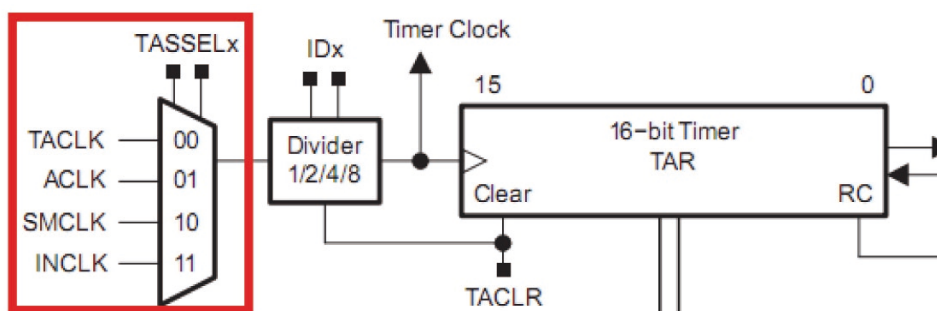 TASSELx
TACLK 00
ACLK 01
SMCLK 10
INCLK 11
IDx
Divider
1/2/4/8
Timer Clock
15 0
16−bit Timer
TAR
Clear
RC
TACLR